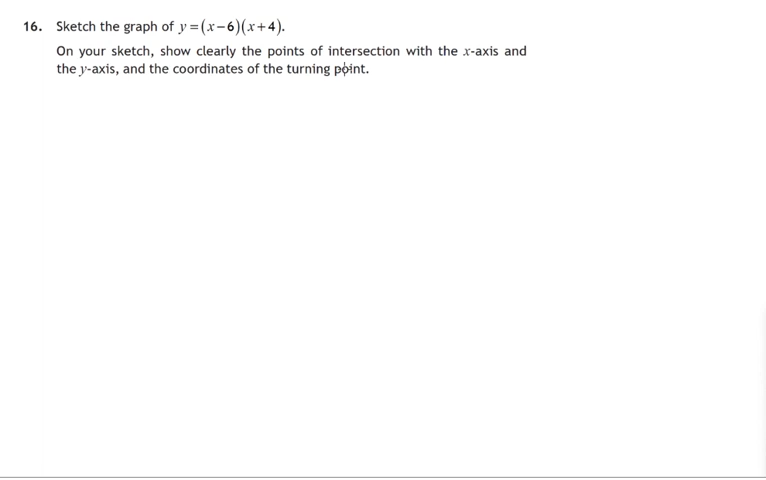 16. Sketch the graph of y=(x−6)(x+4).
On your sketch, show clearly the points of intersection with the x-axis and
the y-axis, and the coordinates of the turning point.